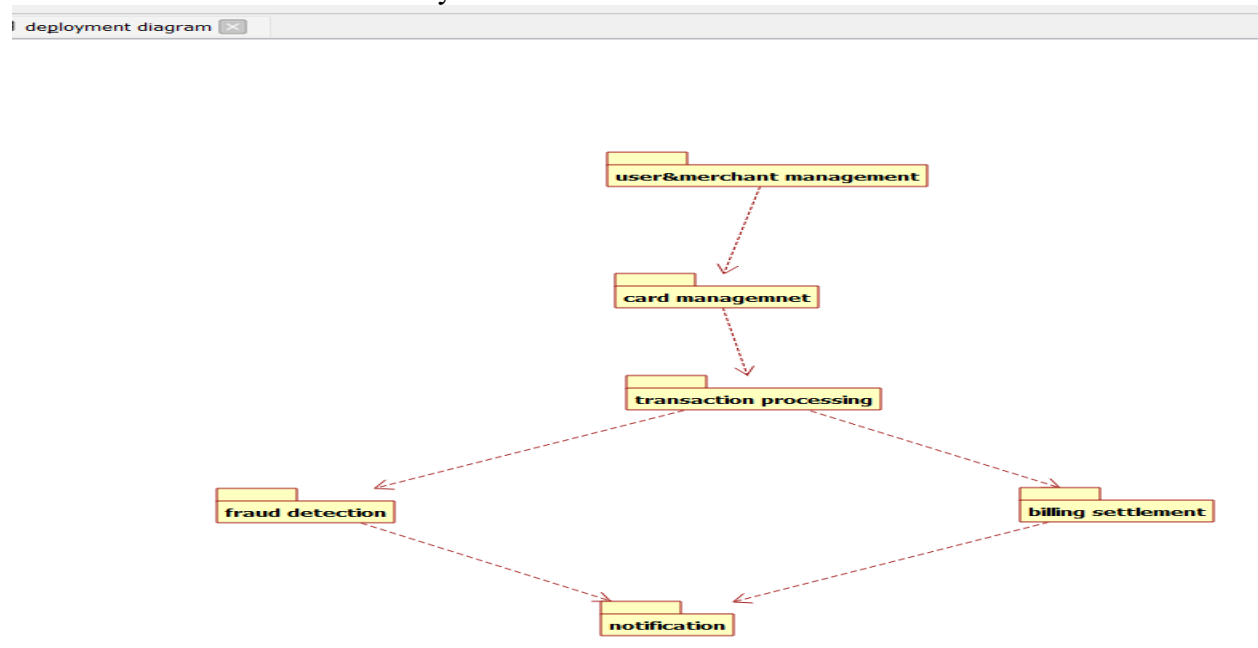 deployment diagram
user&merchant management
card managemnet
transaction processing
fraud detection
billing settlement
notification